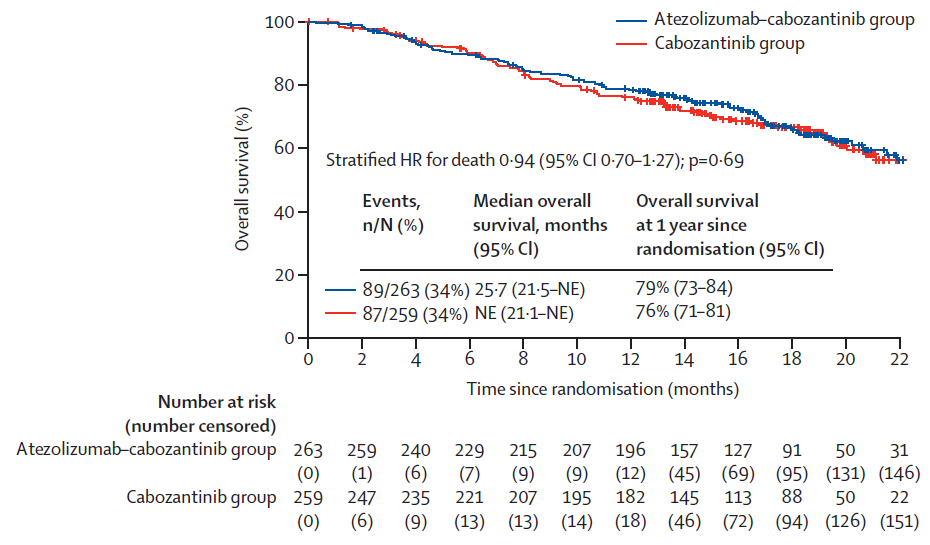 100
80
60
40
20
0
Overall survival (%)
Atezolizumab–cabozantinib group
Cabozantinib group
Stratified HR for death 0·94 (95% CI 0·70–1·27); p=0·69
Events, n/N (%)
Median overall survival, months (95% CI)
Overall survival at 1 year since randomisation (95% CI)
89/263 (34%) 25·7 (21·5–NE) 79% (73–84)
87/259 (34%) NE (21·1–NE) 76% (71–81)
0 2 4 6 8 10 12 14 16 18 20 22
Time since randomisation (months)
Number at risk
(number censored)
Atezolizumab–cabozantinib group 263 259 240 229 215 207 196 157 127 91 50 31
(0) (1) (6) (7) (9) (9) (12) (45) (69) (95) (131) (146)
Cabozantinib group 259 247 235 221 207 195 182 145 113 88 50 22
(0) (6) (9) (13) (13) (14) (18) (46) (72) (94) (126) (151)